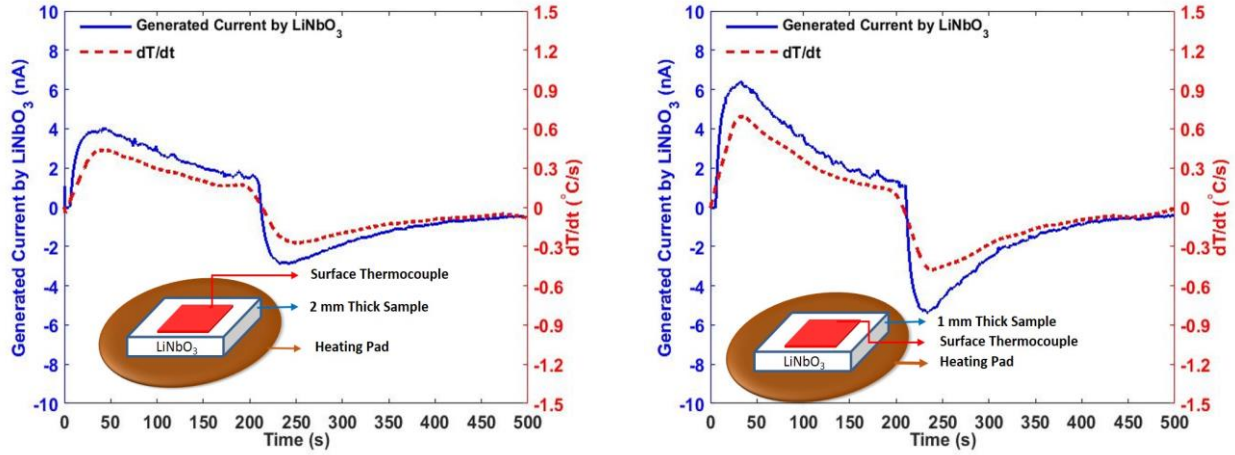 Generated Current by LiNbO3 (nA)
10
8
6
4
2
0
-2
-4
-6
-8
-10
Generated Current by LiNbO3
dT/dt
Surface Thermocouple
2 mm Thick Sample
LiNbO3
Heating Pad
0 50 100 150 200 250 300 350 400 450 500
Time (s)
1.5
1.2
0.9
0.6
0.3
0
-0.3
-0.6
-0.9
-1.2
-1.5
dT/dt (°C/s)
Generated Current by LiNbO3 (nA)
10
8
6
4
2
0
-2
-4
-6
-8
-10
Generated Current by LiNbO3
dT/dt
1 mm Thick Sample
Surface Thermocouple
LiNbO3
Heating Pad
0 50 100 150 200 250 300 350 400 450 500
Time (s)
1.5
1.2
0.9
0.6
0.3
0
-0.3
-0.6
-0.9
-1.2
-1.5
dT/dt (°C/s)